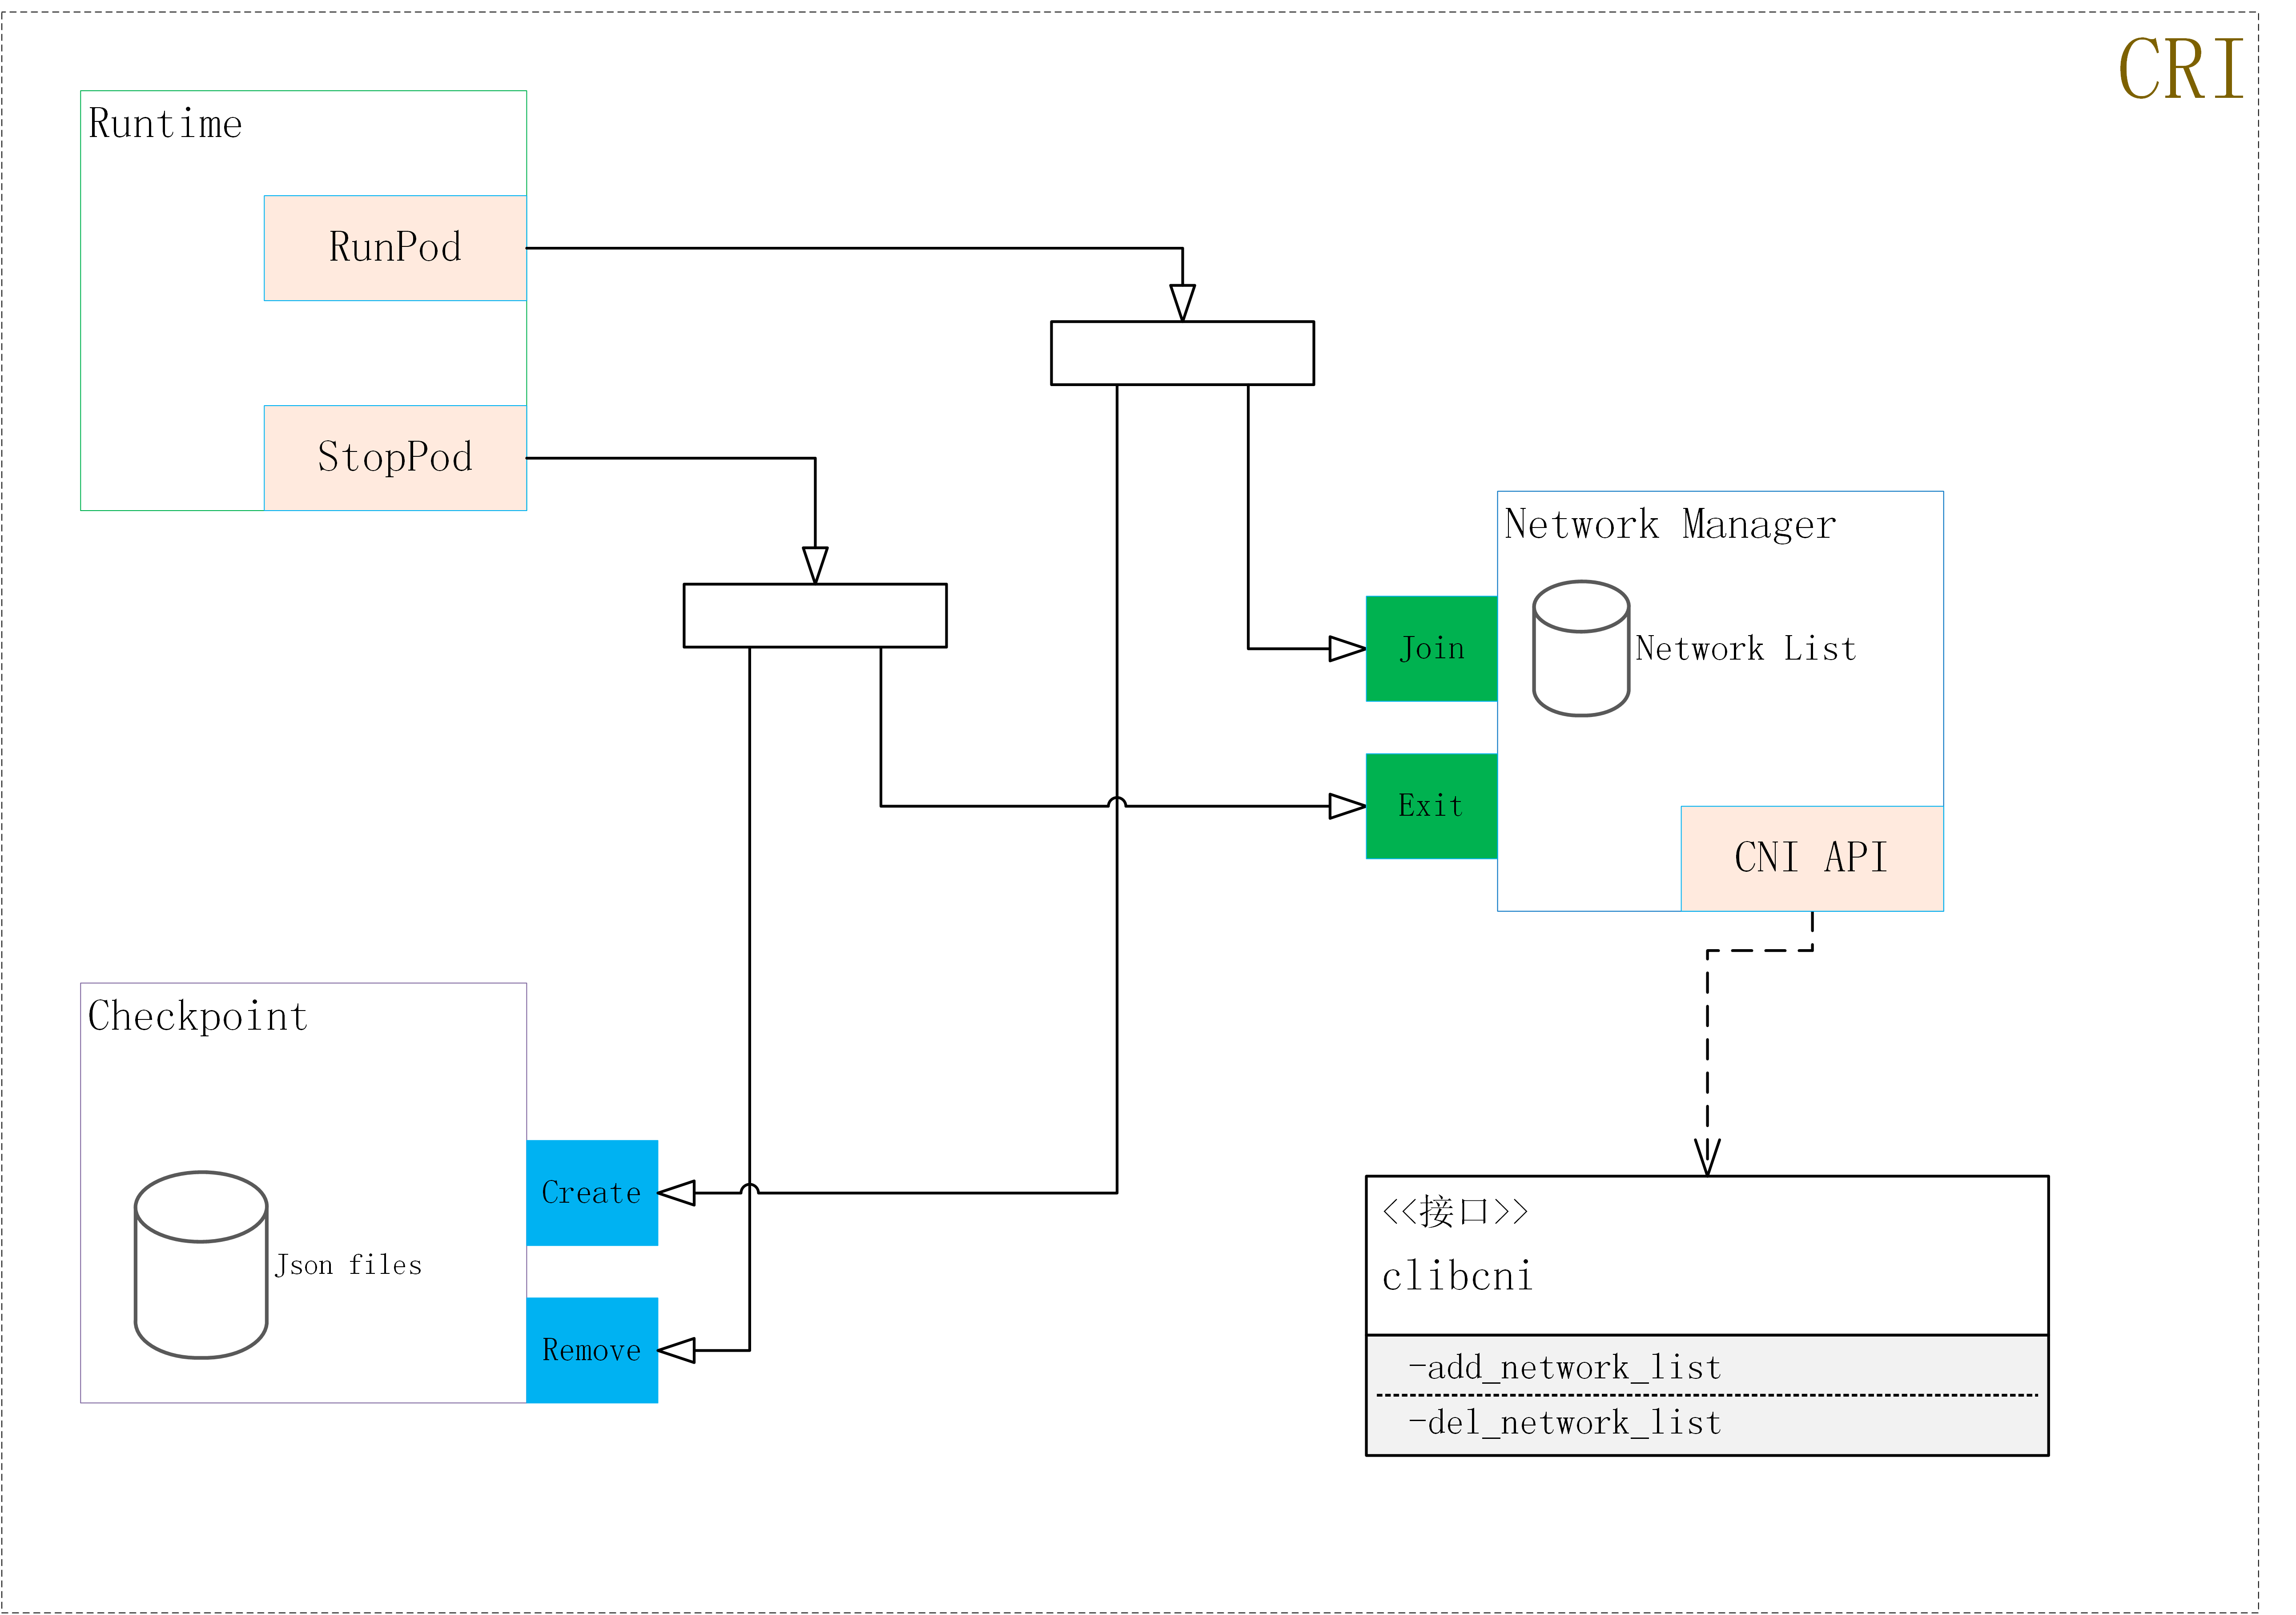 CRI
Runtime
RunPod
StopPod
Network Manager
Network List
Join
Exit
CNI API
Checkpoint
Json files
Create
Remove
<<接口>>
clibcni
-add_network_list
-del_network_list